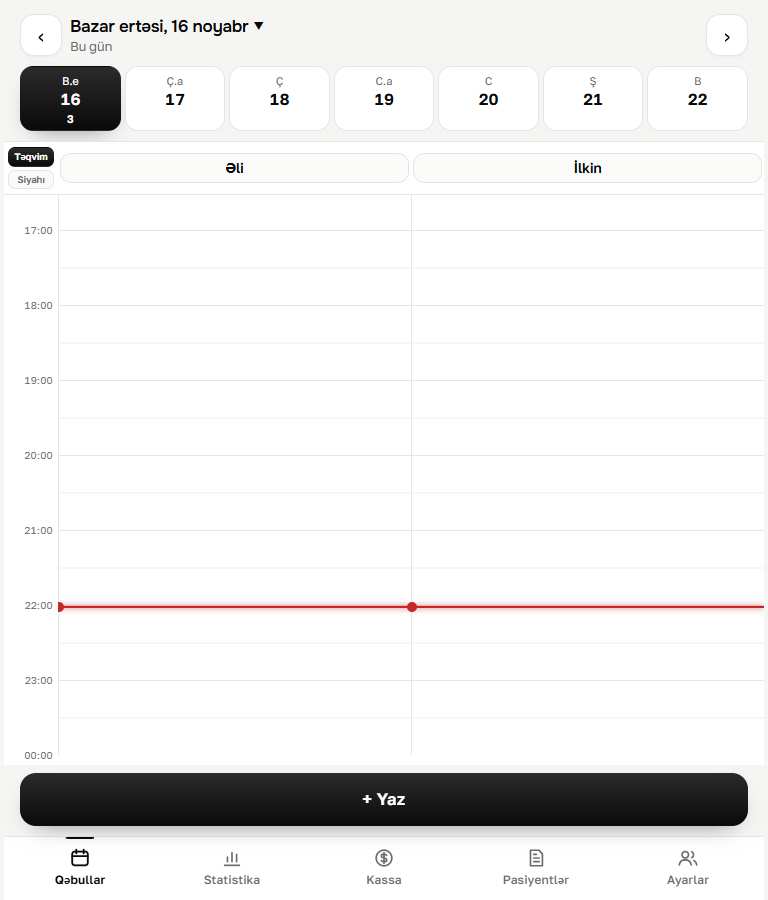 ‹
Bazar ertəsi, 16 noyabr ▼
Bu gün
›
B.e
16
3
Ç.a
17
Ç
18
C.a
19
C
20
Ş
21
B
22
Təqvim
Siyahı
Əli
İlkin
17:00
18:00
19:00
20:00
21:00
22:00
23:00
00:00
+ Yaz
Qəbullar
Statistika
Kassa
Pasiyentlər
Ayarlar